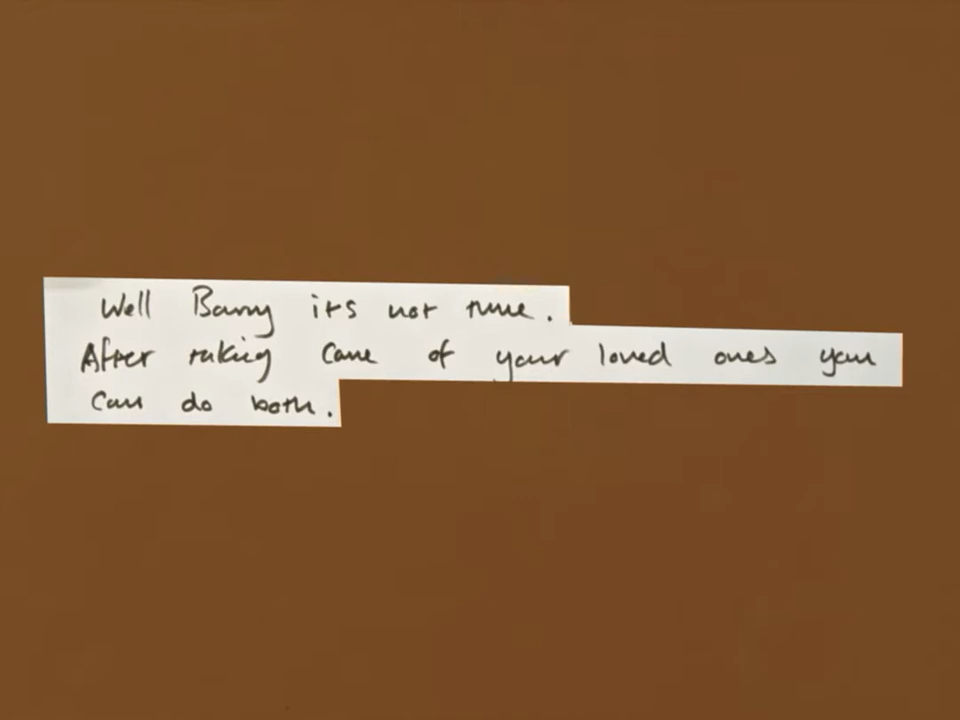 Well Barry its not true.
After taking care of your loved ones you
can do both.